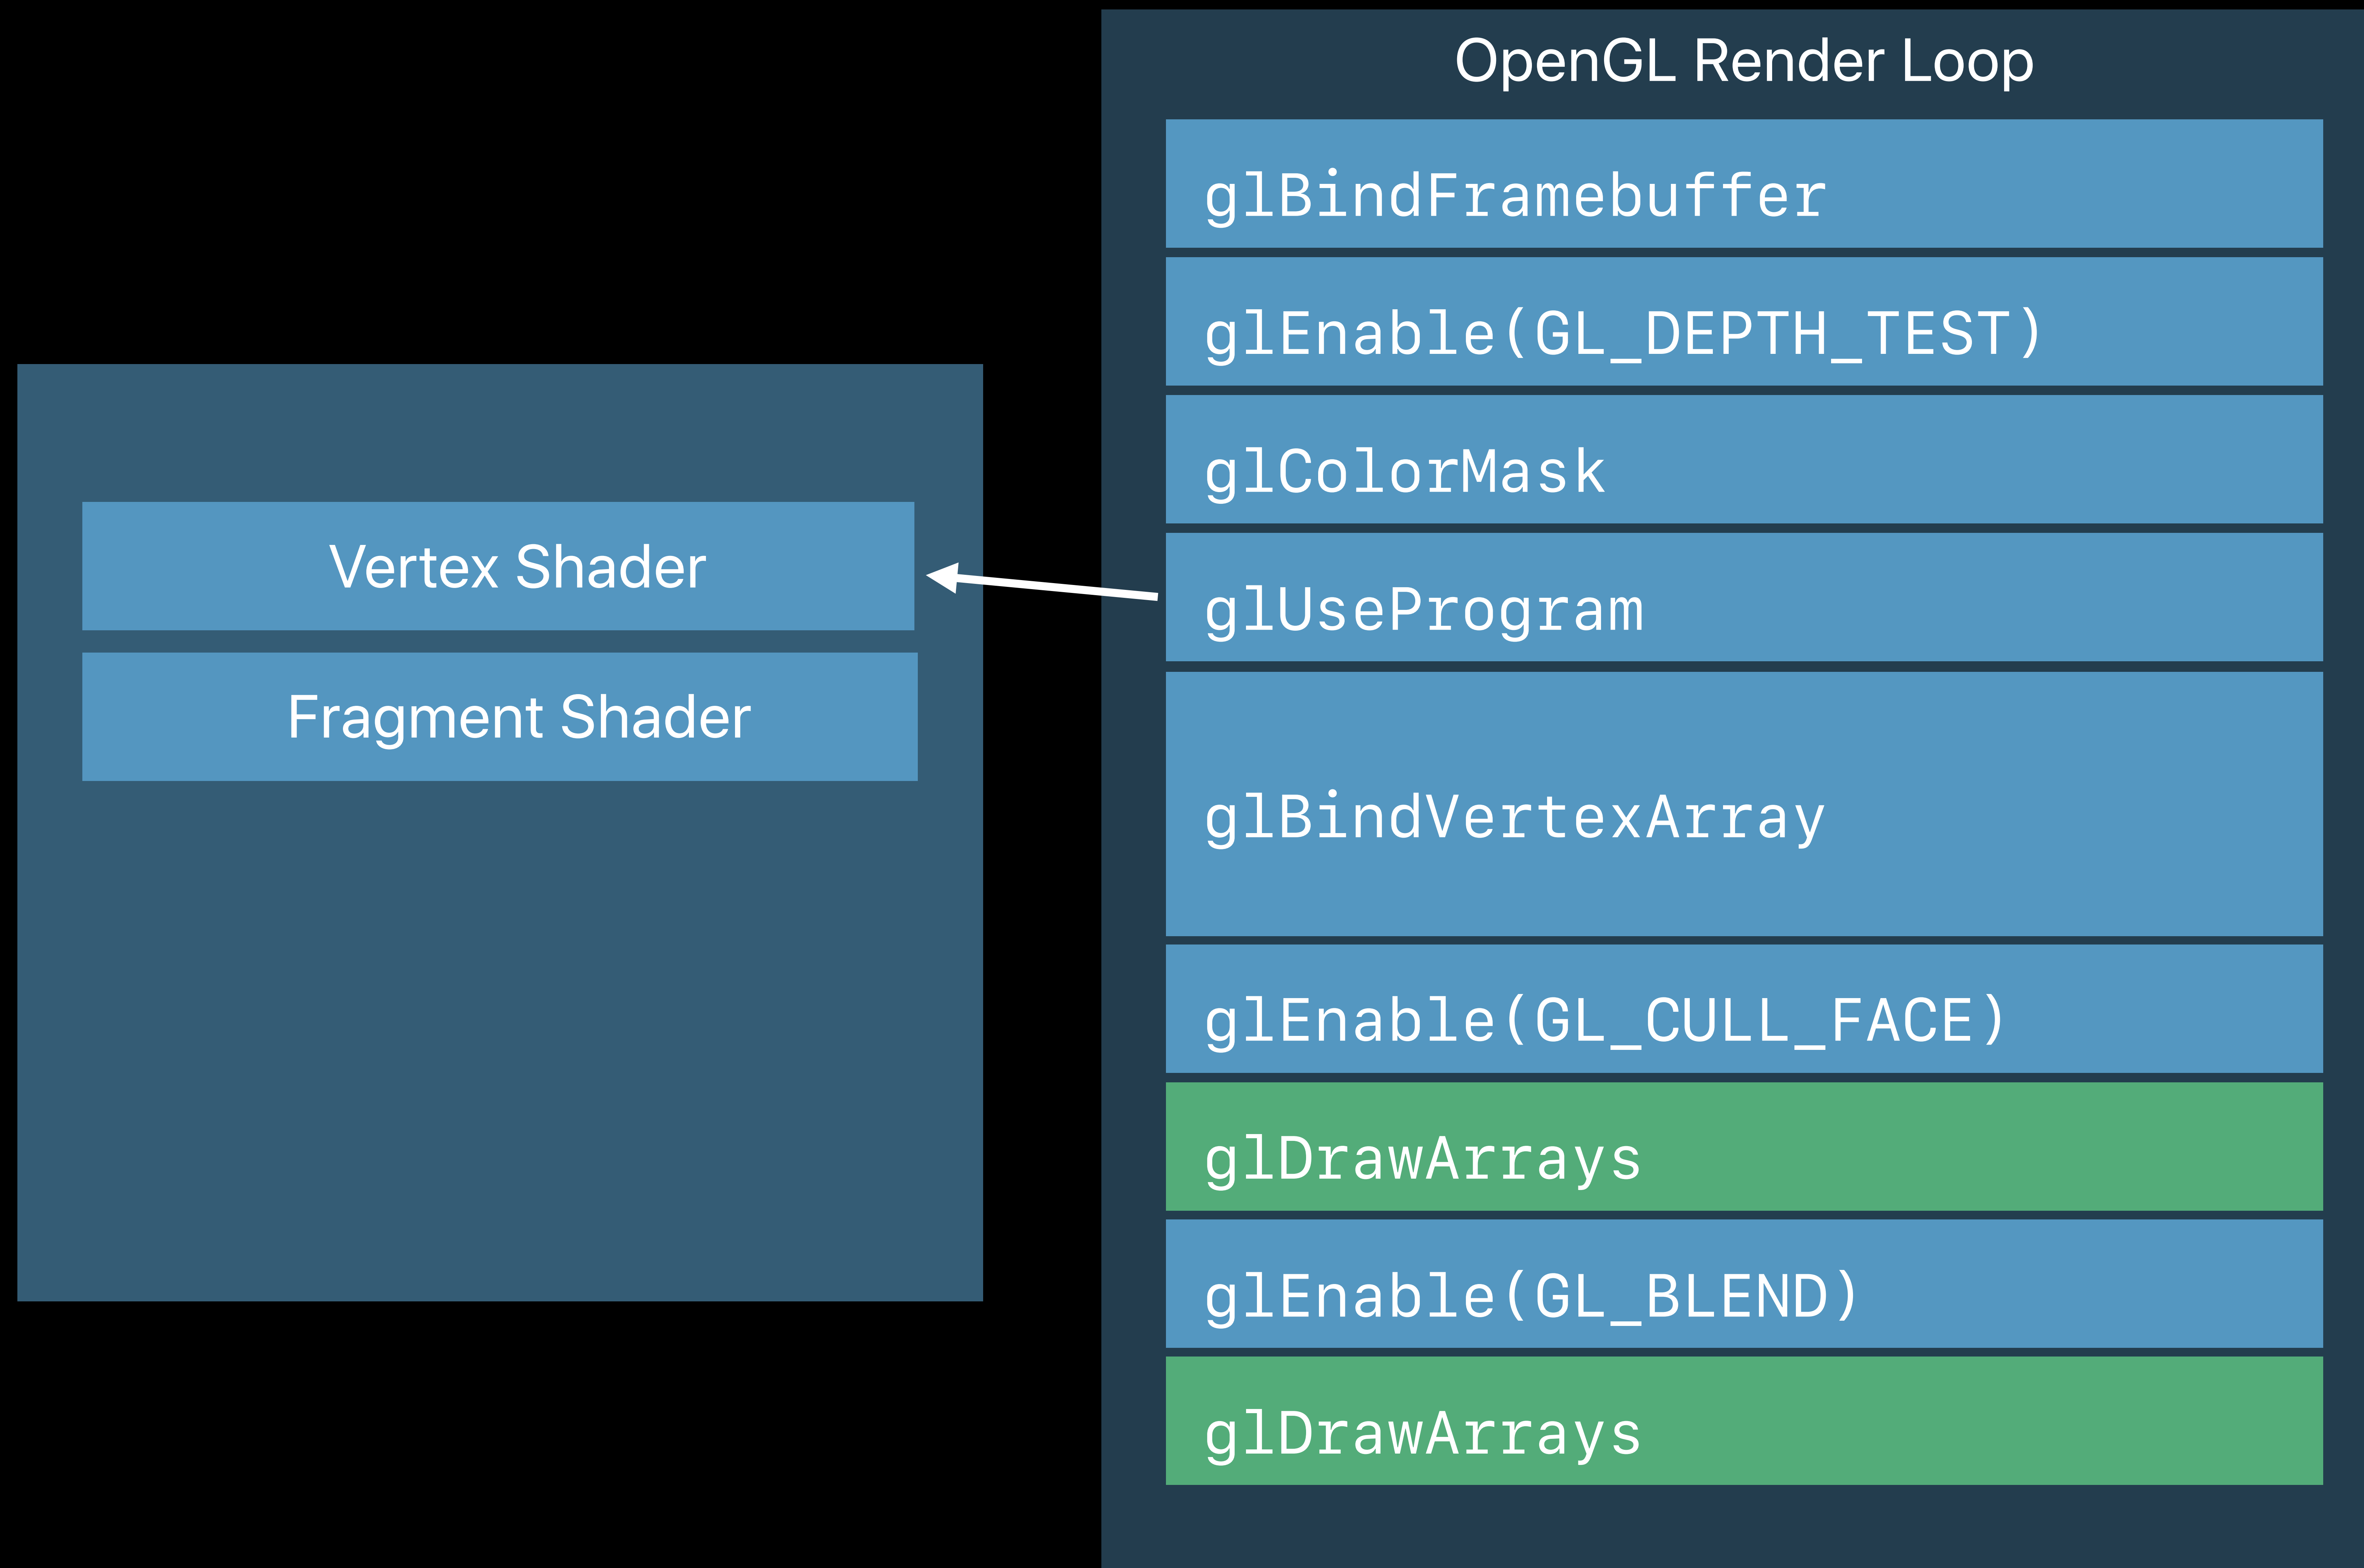 OpenGL Render Loop
glBindFramebuffer
glEnable(GL_DEPTH_TEST)
glColorMask
glUseProgram
glBindVertexArray
glEnable(GL_CULL_FACE)
glDrawArrays
glEnable(GL_BLEND)
glDrawArrays
Vertex Shader
Fragment Shader